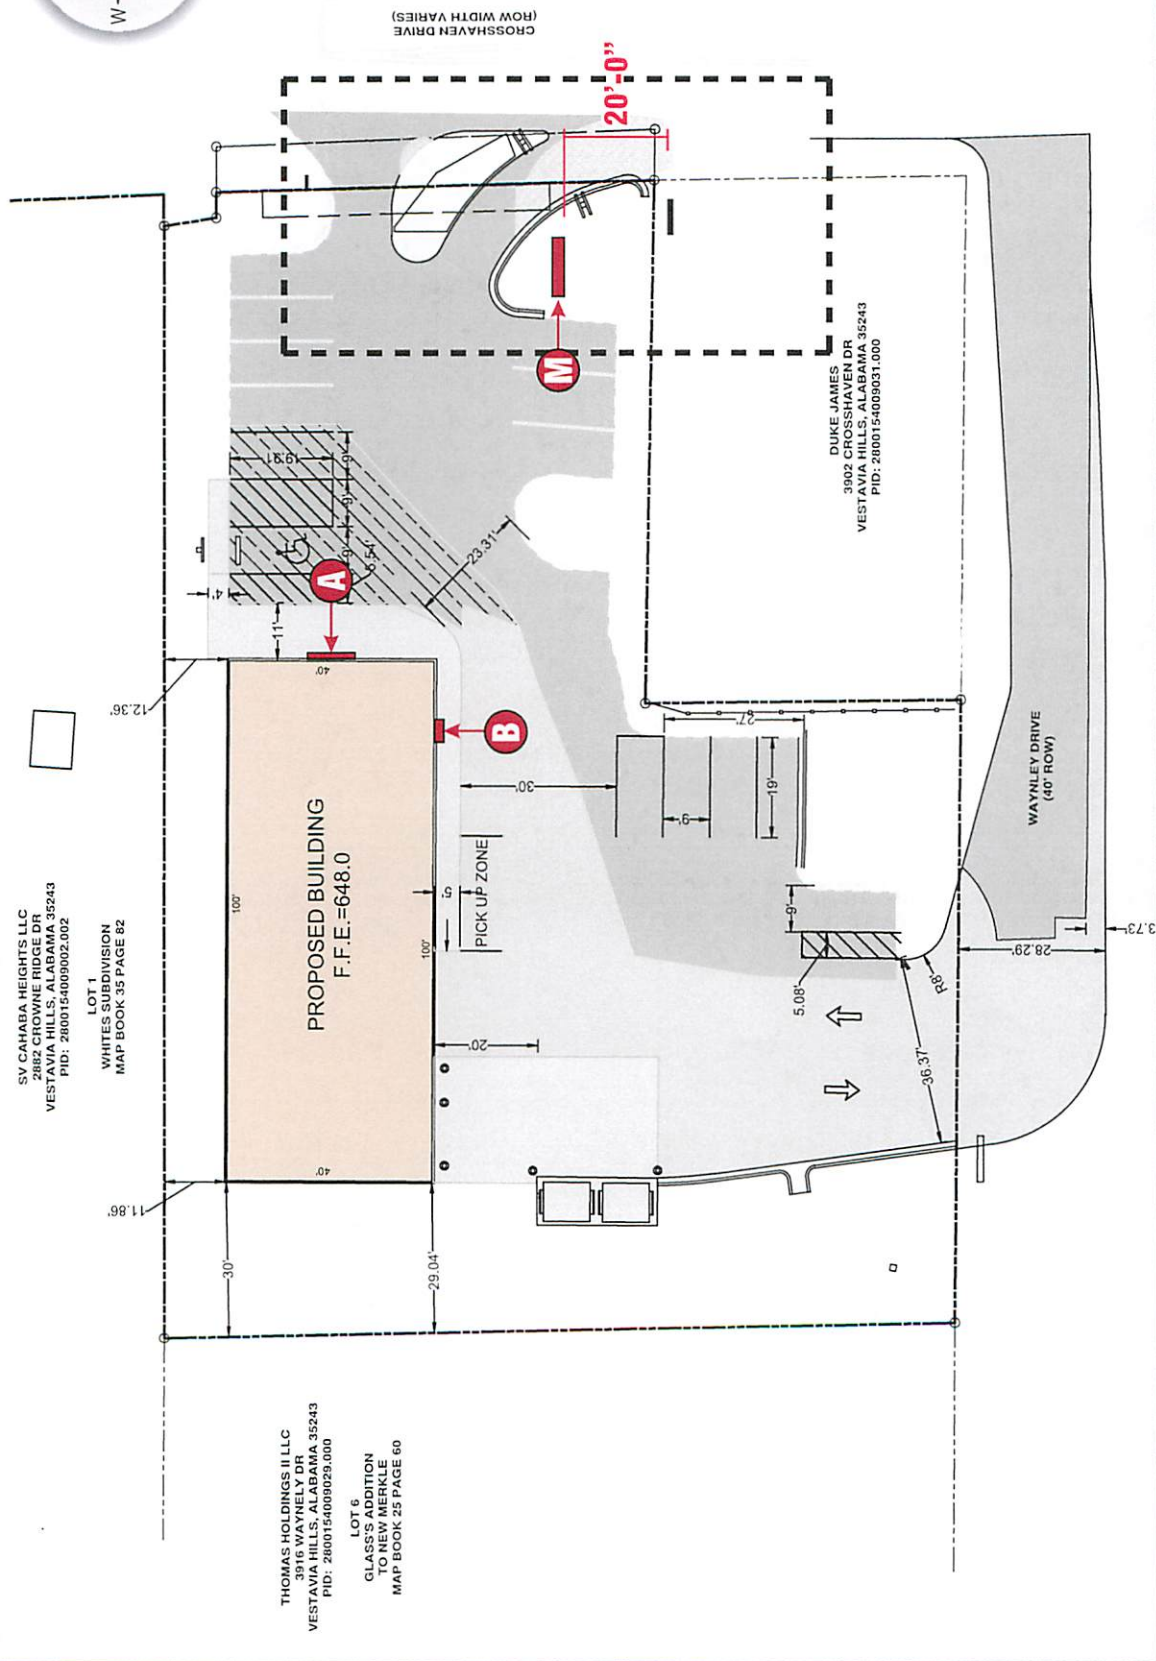 W-
CROSSHAVEN DRIVE
(ROW WIDTH VARIES)
20'-0"
SV CAHABA HEIGHTS LLC
2882 CROWNE RIDGE DR
VESTAVIA HILLS, ALABAMA 35243
PID: 2800154009002.002
LOT 1
WHITES SUBDIVISION
MAP BOOK 35 PAGE 82
THOMAS HOLDINGS II LLC
3916 WAYNELY DR
VESTAVIA HILLS, ALABAMA 35243
PID: 2800154009029.000
LOT 6
GLASS'S ADDITION
TO NEW MERKLE
MAP BOOK 25 PAGE 60
DUKE JAMES
3902 CROSSHAVEN DR
VESTAVIA HILLS, ALABAMA 35243
PID: 2800154009031.000
WAYNLEY DRIVE
(40' ROW)
PROPOSED BUILDING
F.F.E.=648.0
PICK UP ZONE
A
B
M
100'
100'
40'
40'
12.36'
11.86'
30'
29.04'
11'
4'
19.91
9'
9'
9'
5.54'
23.31'
30'
27'
19'
9'
5'
20'
9'
5.08'
R8'
36.37'
28.29'
3.73'